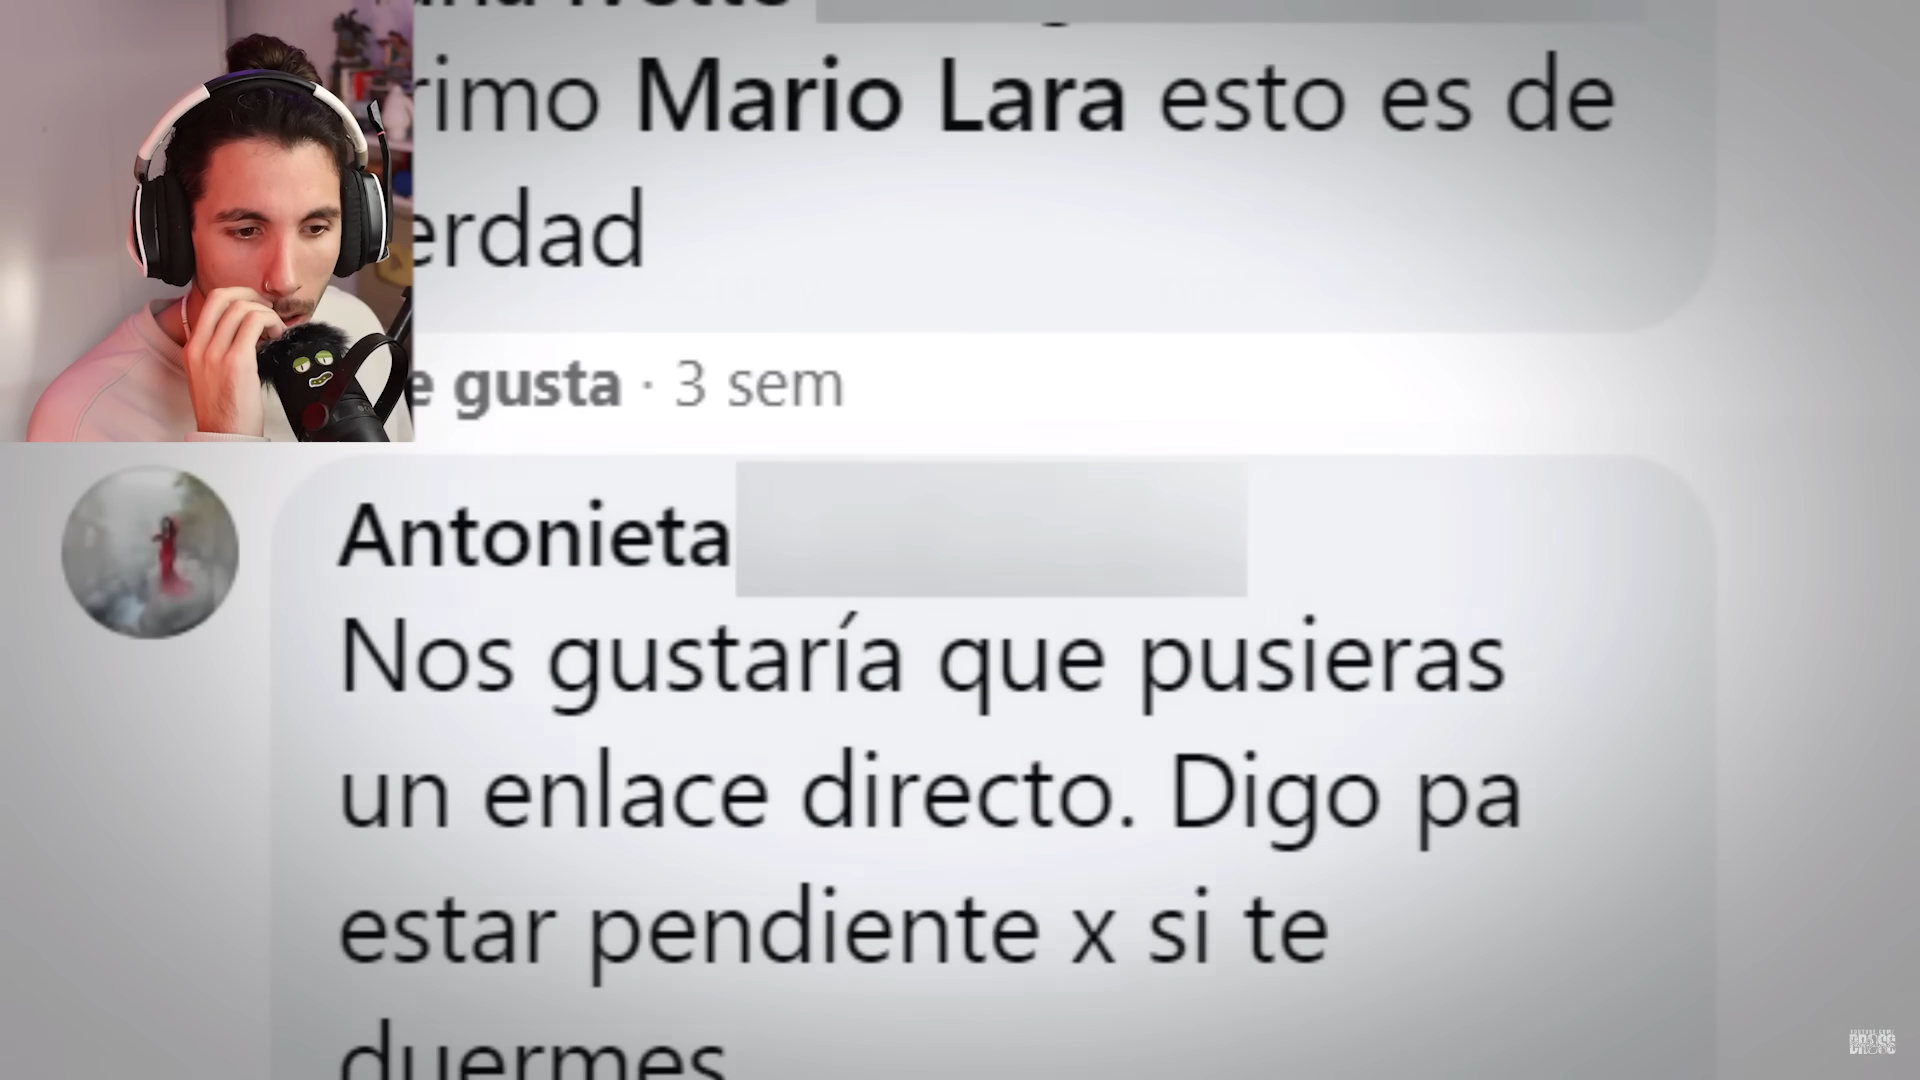 rimo Mario Lara esto es de
erdad
e gusta · 3 sem
Antonieta
Nos gustaría que pusieras
un enlace directo. Digo pa
estar pendiente x si te
duermes